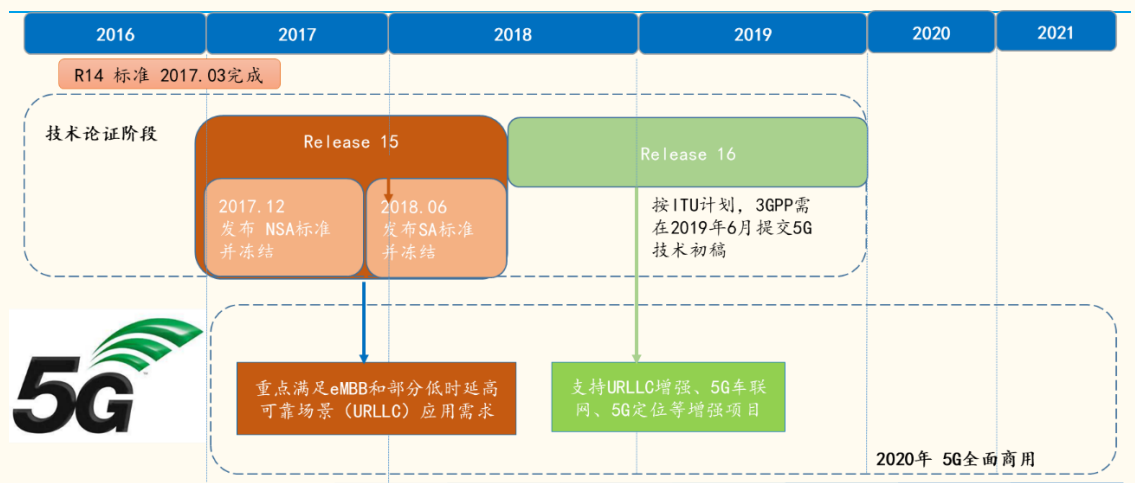 2016
2017
2018
2019
2020
2021
R14 标准 2017.03完成
技术论证阶段
Release 15
Release 16
2017.12
发布 NSA标准
并冻结
2018.06
发布SA标准
并冻结
按ITU计划，3GPP需
在2019年6月提交5G
技术初稿
5G
重点满足eMBB和部分低时延高
可靠场景（URLLC）应用需求
支持URLLC增强、5G车联
网、5G定位等增强项目
2020年 5G全面商用